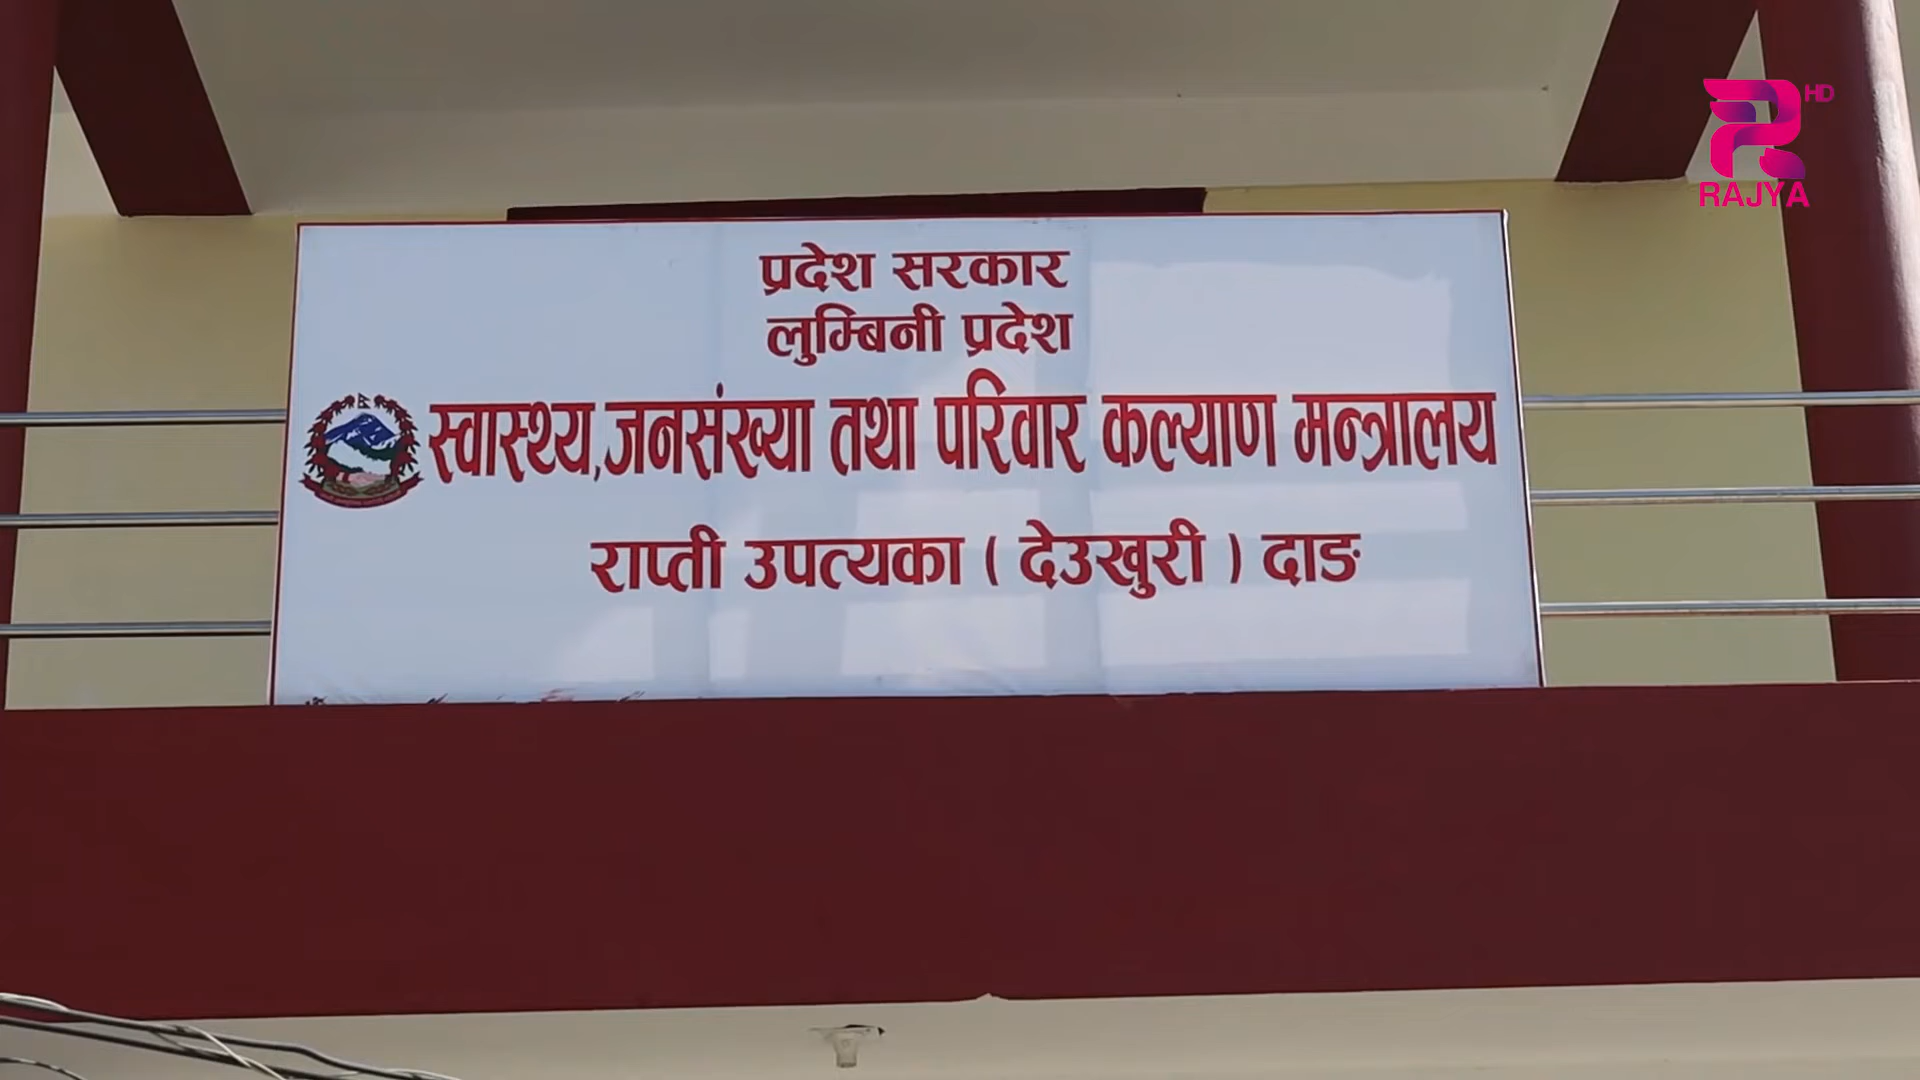 HD
RAJYA
प्रदेश सरकार
लुम्बिनी प्रदेश
स्वास्थ्य,जनसंख्या तथा परिवार कल्याण मन्त्रालय
राप्ती उपत्यका ( देउखुरी ) दाङ